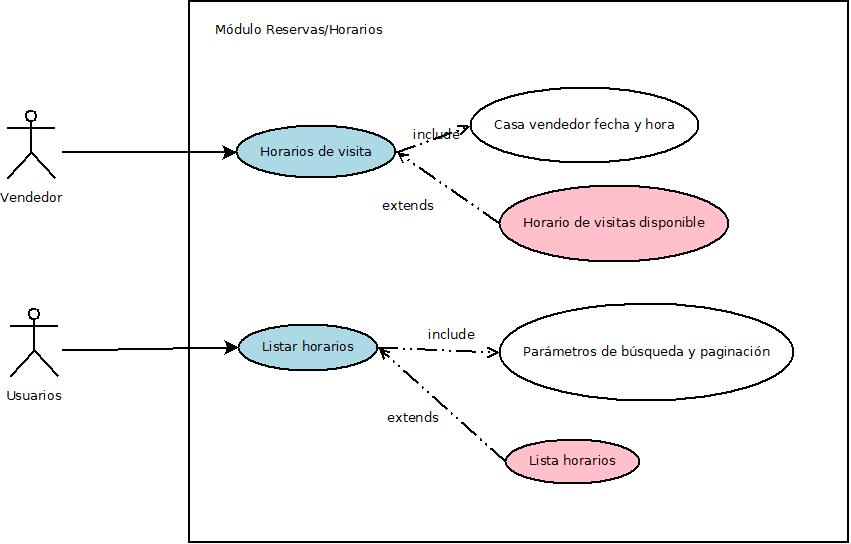 Módulo Reservas/Horarios
Casa vendedor fecha y hora
include
Horarios de visita
Vendedor
extends
Horario de visitas disponible
include
Listar horarios
Parámetros de búsqueda y paginación
Usuarios
extends
Lista horarios